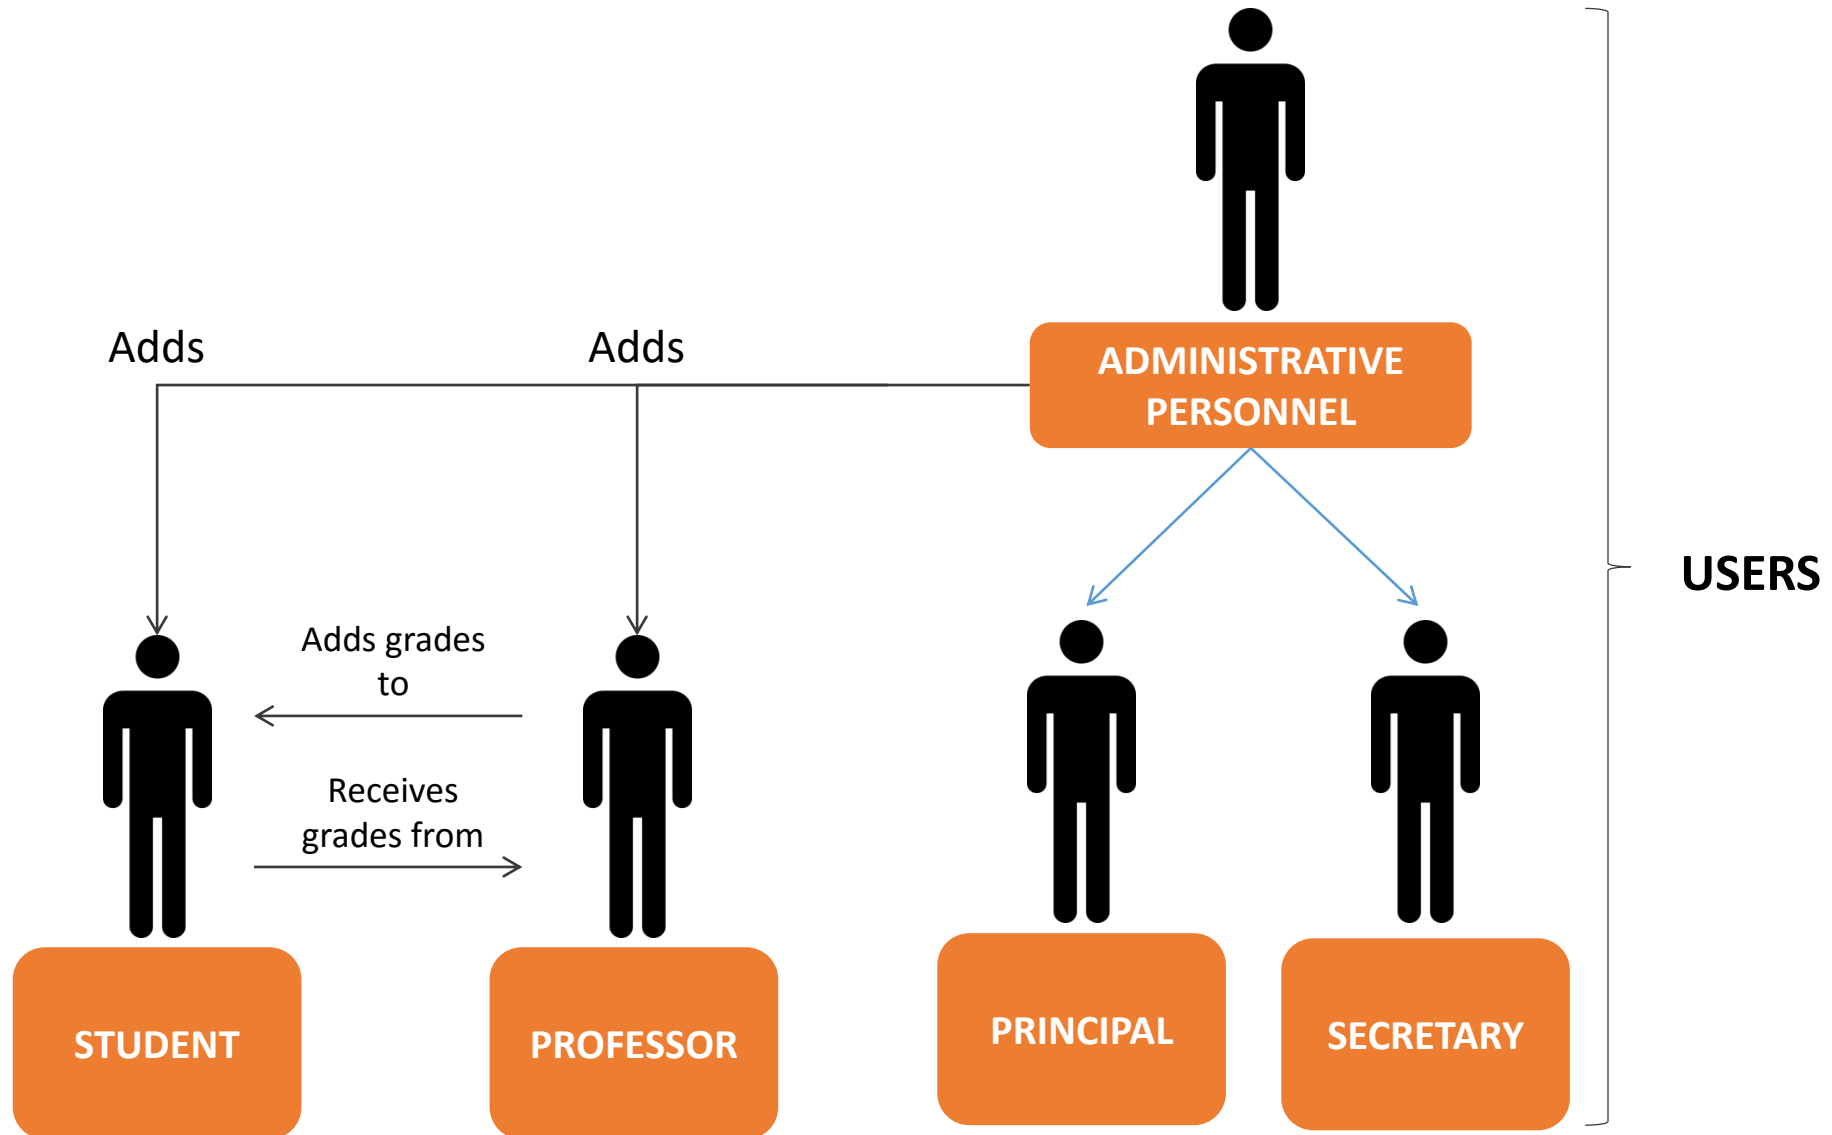 Adds
Adds
ADMINISTRATIVE
PERSONNEL
USERS
Adds grades
to
Receives
grades from
STUDENT
PROFESSOR
PRINCIPAL
SECRETARY